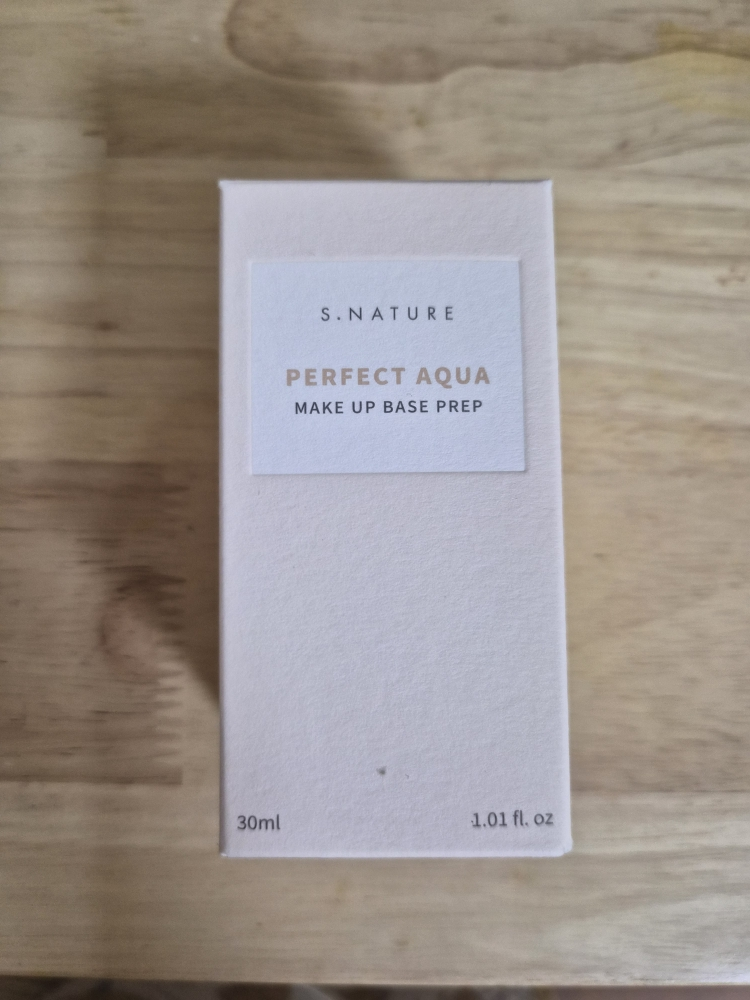 S.NATURE
PERFECT AQUA
MAKE UP BASE PREP
30ml 1.01 fl. oz